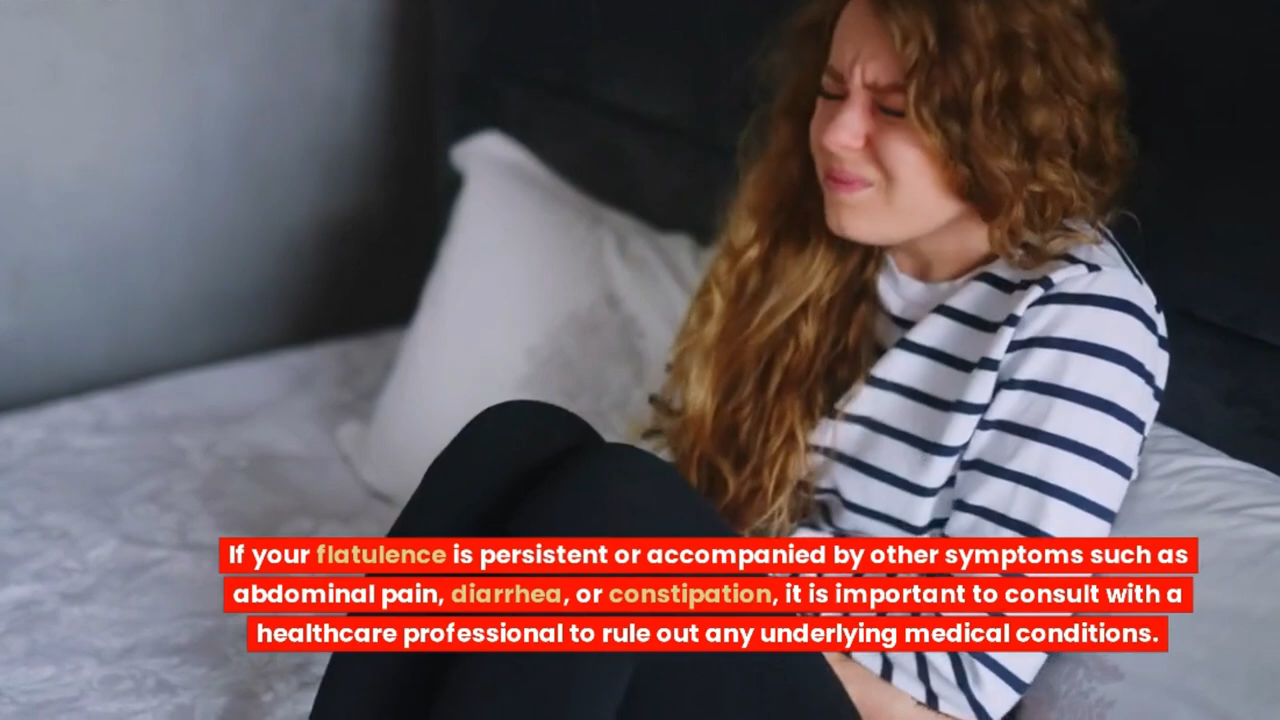 If your flatulence is persistent or accompanied by other symptoms such as
abdominal pain, diarrhea, or constipation, it is important to consult with a
healthcare professional to rule out any underlying medical conditions.